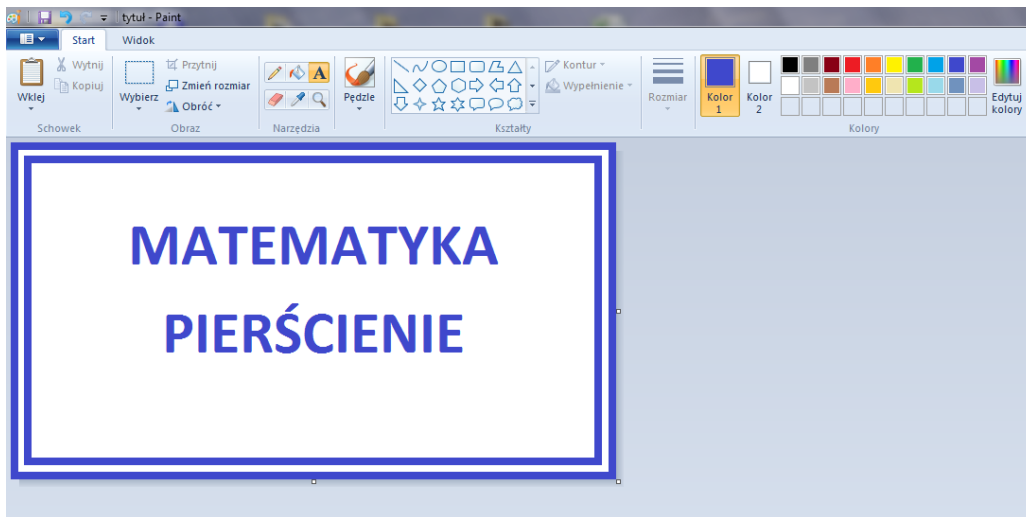 tytuł - Paint
Start Widok
Wklej
Wytnij
Kopiuj
Schowek
Wybierz
Przytnij
Zmień rozmiar
Obróć
Obraz
A
Narzędzia
Pędzle
Kontur
Wypełnienie
Kształty
Rozmiar
Kolor 1
Kolor 2
Edytuj kolory
Kolory
MATEMATYKA
PIERŚCIENIE